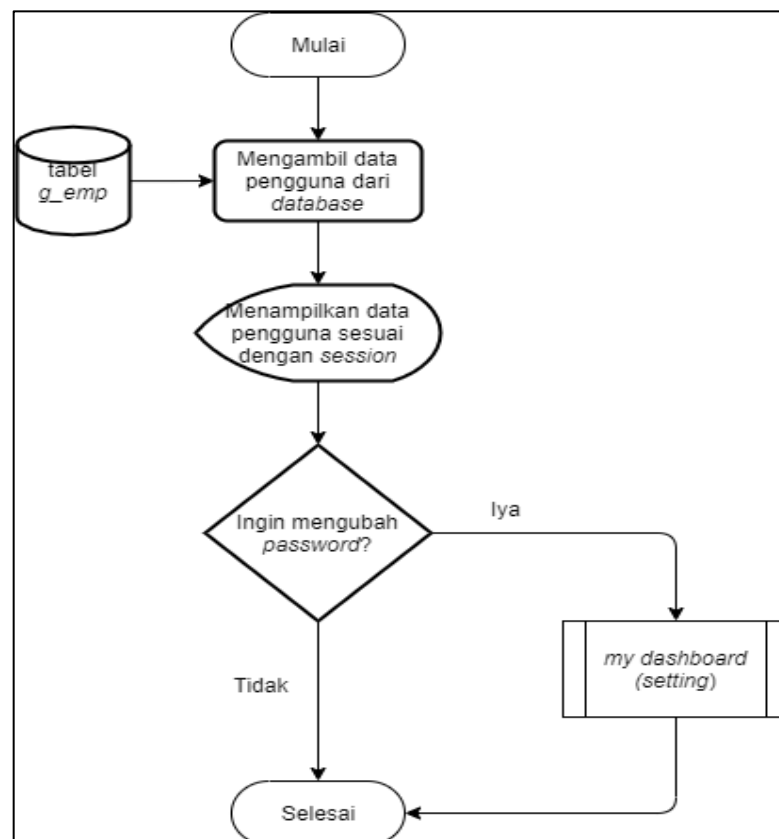 Mulai
tabel
g_emp
Mengambil data
pengguna dari
database
Menampilkan data
pengguna sesuai
dengan session
Ingin mengubah
password?
Iya
my dashboard
(setting)
Tidak
Selesai